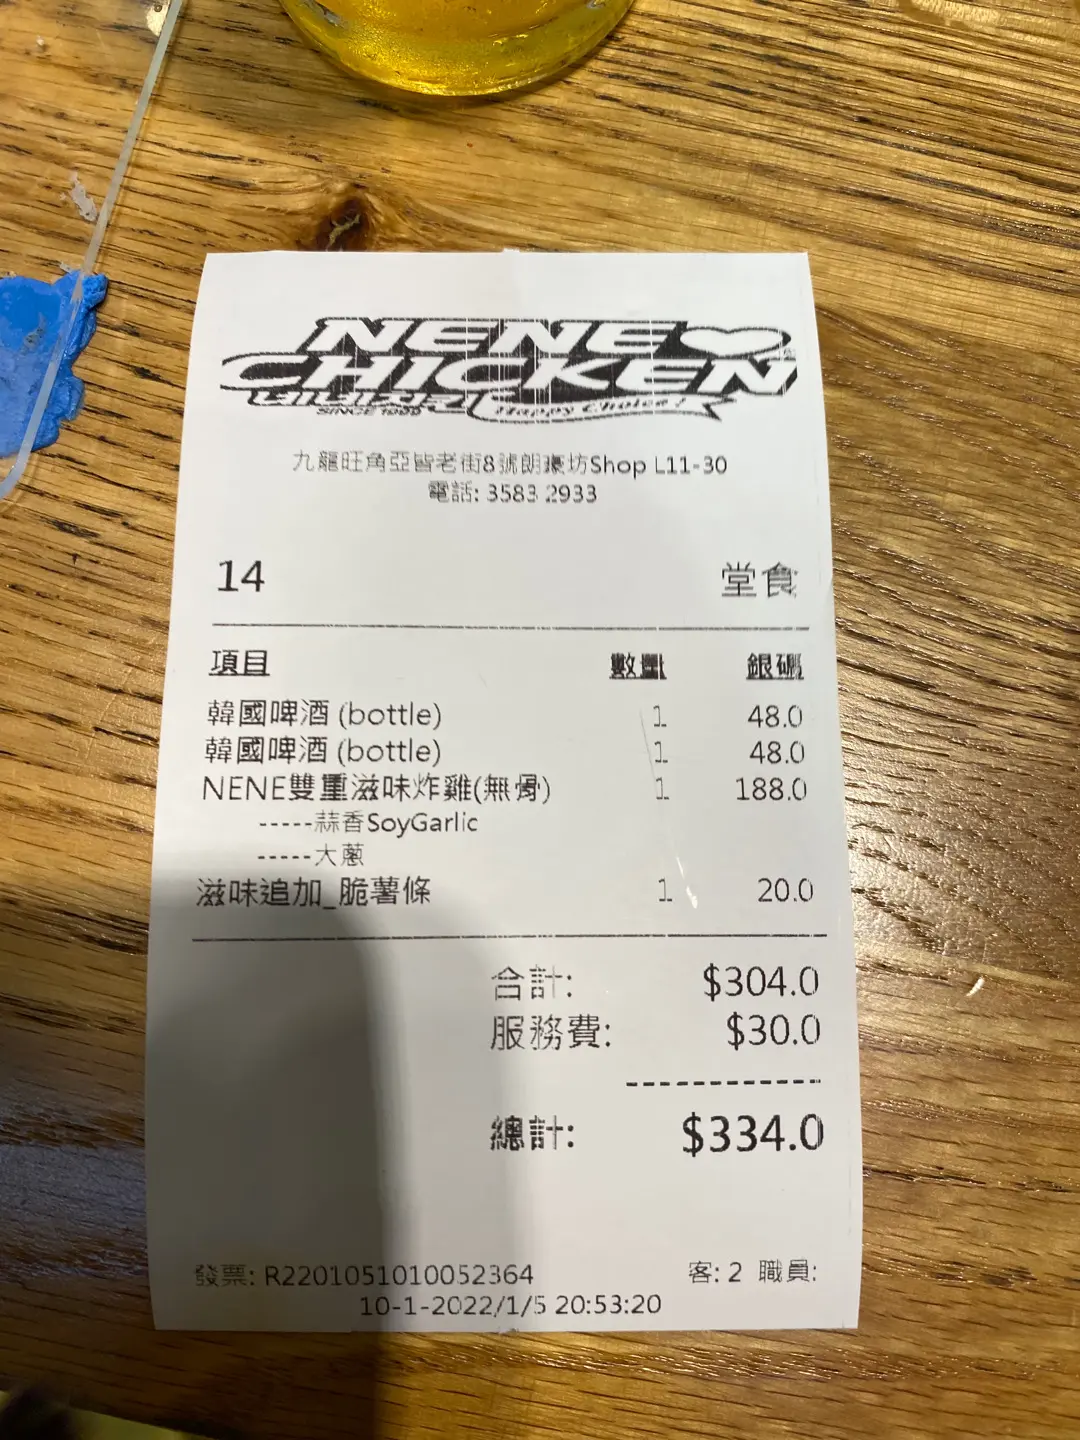 NENE
CHICKEN
네네치킨
SINCE 1999 Happy Choice!
九龍旺角亞皆老街8號朗豪坊Shop L11-30
電話: 3583 2933
14 堂食
項目 數量 銀碼
韓國啤酒 (bottle) 1 48.0
韓國啤酒 (bottle) 1 48.0
NENE雙重滋味炸雞(無骨) 1 188.0
-----蒜香SoyGarlic
-----大蔥
滋味追加_脆薯條 1 20.0
合計: $304.0
服務費: $30.0
總計: $334.0
發票: R2201051010052364 客: 2 職員:
10-1-2022/1/5 20:53:20